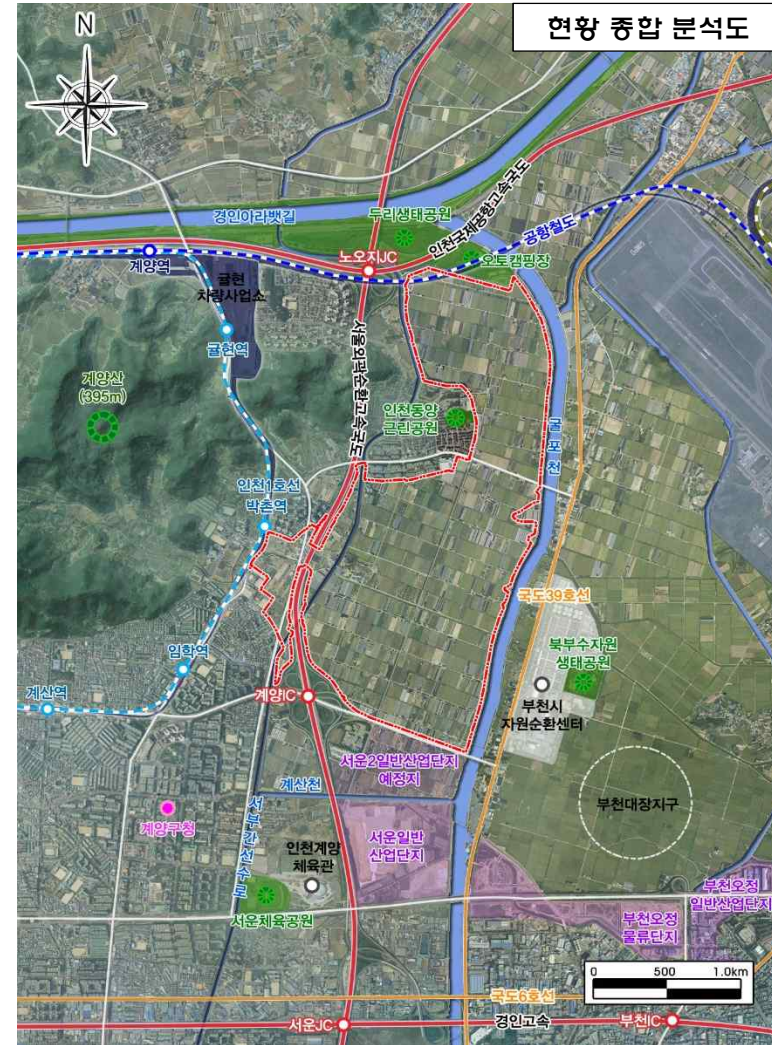 현황 종합 분석도
N
경인아라뱃길
두리생태공원
인천국제공항고속국도
공항철도
계양역
노오지JC
오토캠핑장
귤현
차량사업소
귤현역
서울외곽순환고속국도
계양산
(395m)
인천동양
근린공원
굴포천
인천1호선
박촌역
국도39호선
임학역
북부수자원
생태공원
계산역
계양IC
부천시
자원순환센터
서운2일반산업단지
예정지
계산천
부천대장지구
계양구청
서부간선수로
서운일반
산업단지
인천계양
체육관
서운체육공원
부천오정
일반산업단지
부천오정
물류단지
0 500 1.0km
국도6호선
서운JC
경인고속
부천IC